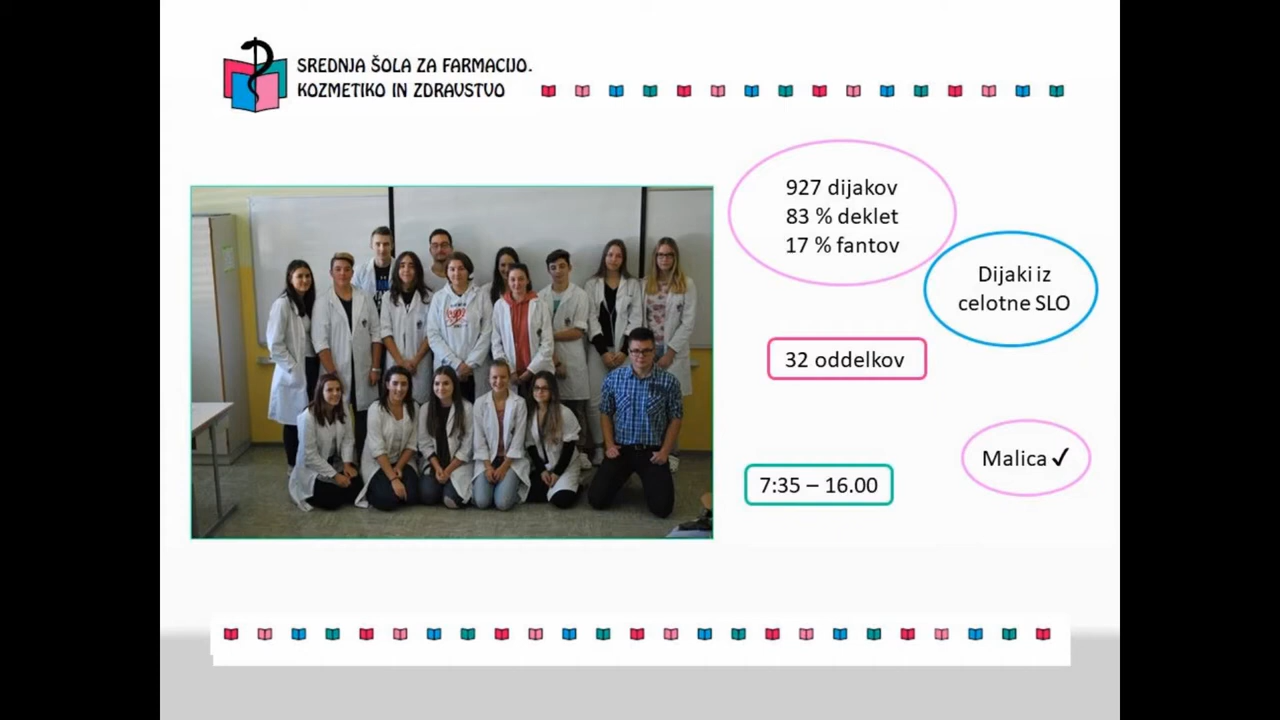 SREDNJA ŠOLA ZA FARMACIJO.
KOZMETIKO IN ZDRAVSTVO
927 dijakov
83 % deklet
17 % fantov
Dijaki iz
celotne SLO
32 oddelkov
Malica ✓
7:35 – 16.00